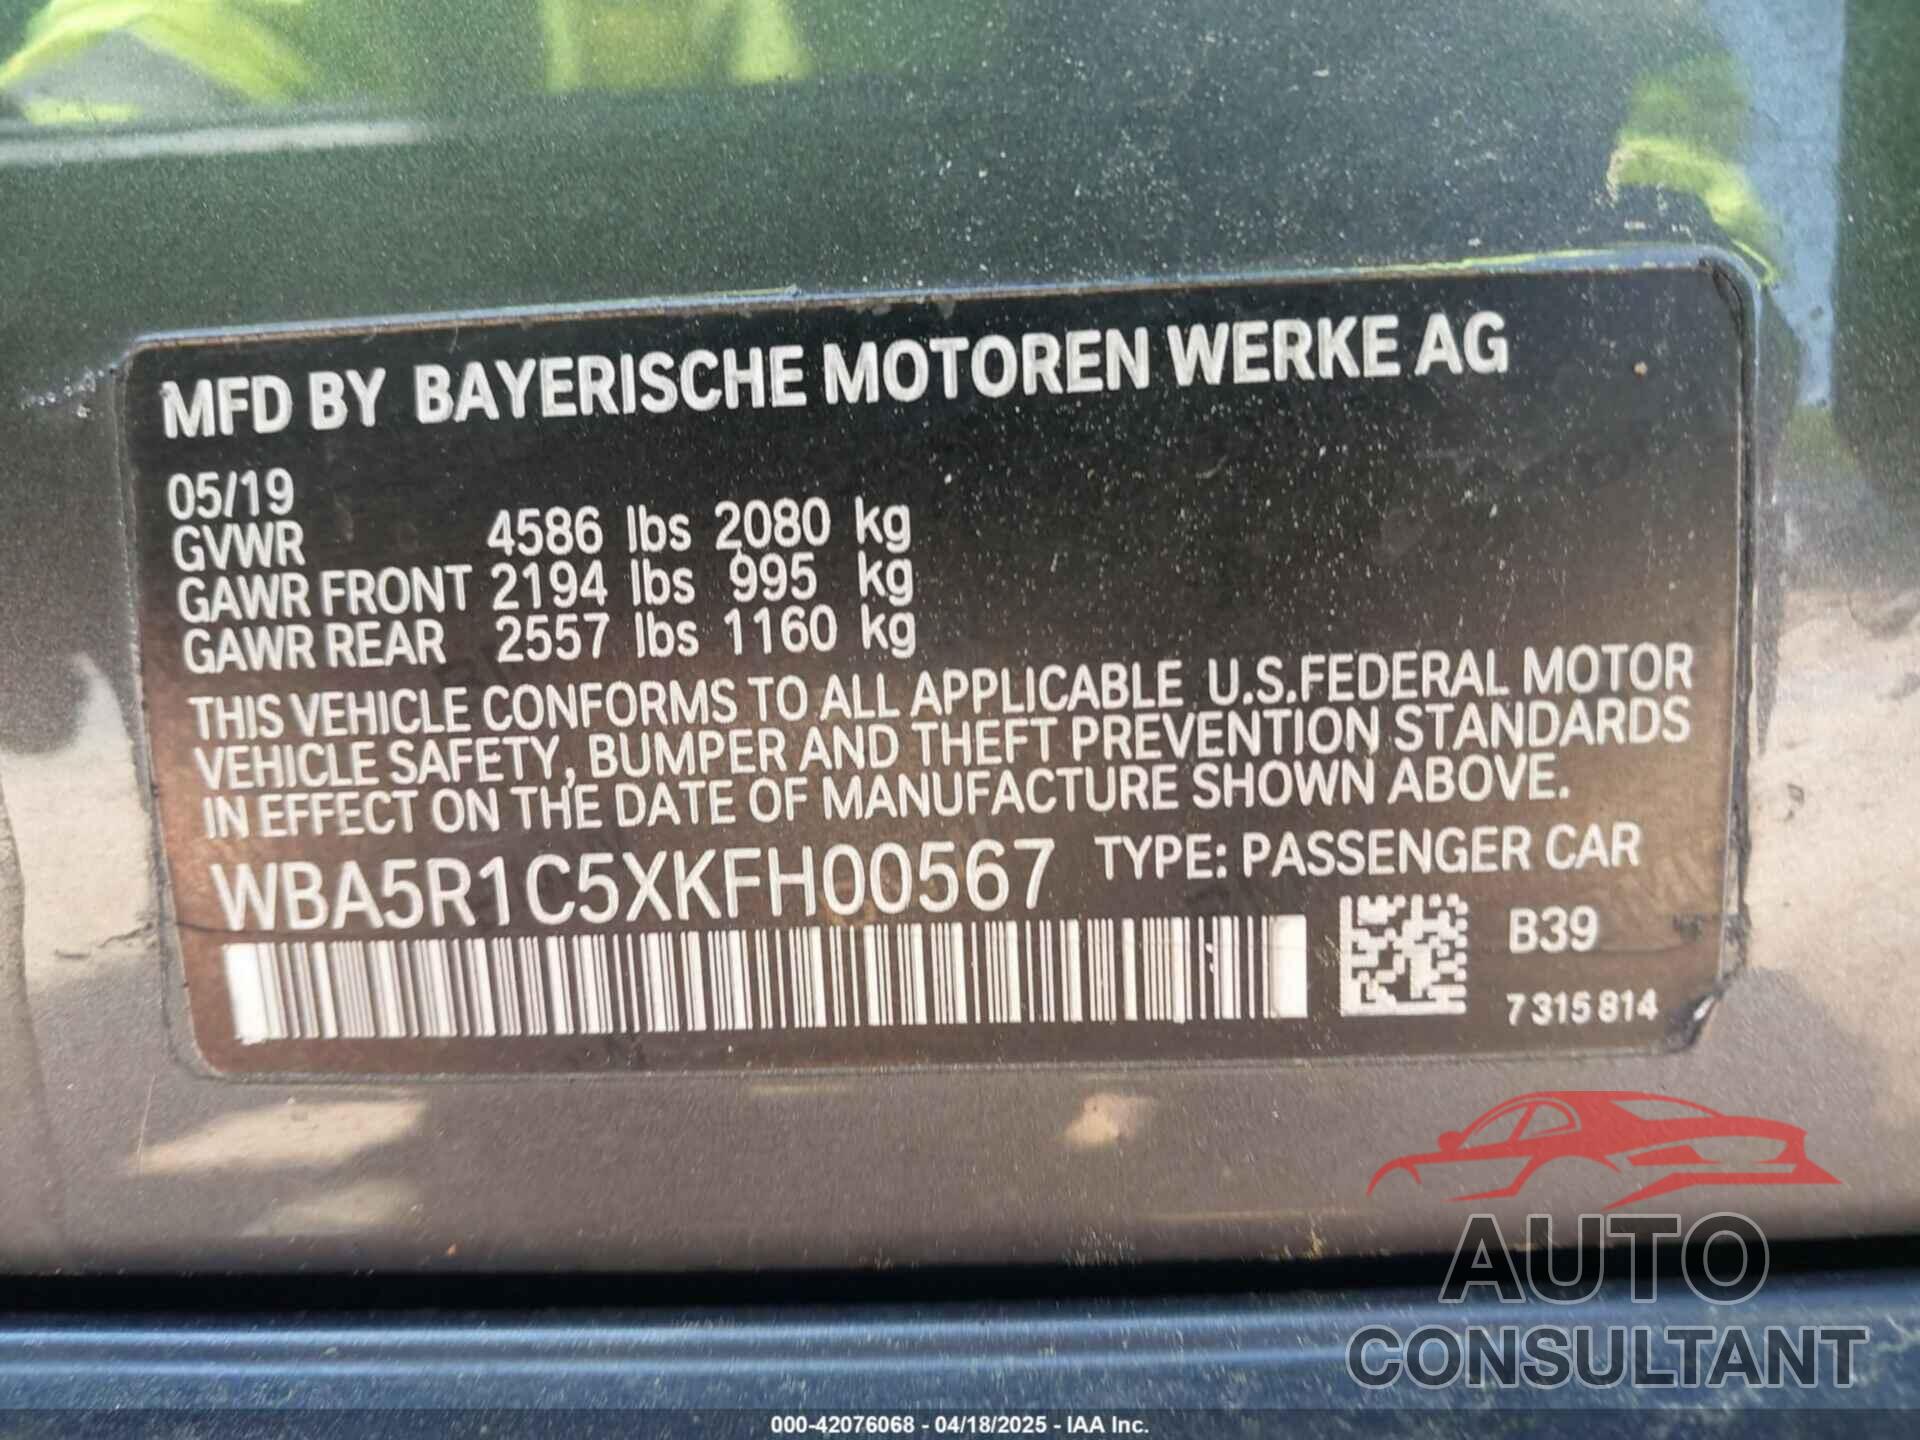 MFD BY BAYERISCHE MOTOREN WERKE AG
05/19
GVWR 4586 lbs 2080 kg
GAWR FRONT 2194 lbs 995 kg
GAWR REAR 2557 lbs 1160 kg
THIS VEHICLE CONFORMS TO ALL APPLICABLE U.S.FEDERAL MOTOR
VEHICLE SAFETY, BUMPER AND THEFT PREVENTION STANDARDS
IN EFFECT ON THE DATE OF MANUFACTURE SHOWN ABOVE.
WBA5R1C5XKFH00567 TYPE: PASSENGER CAR
B39
7 315 814
AUTO
CONSULTANT
000-42076068 - 04/18/2025 - IAA Inc.